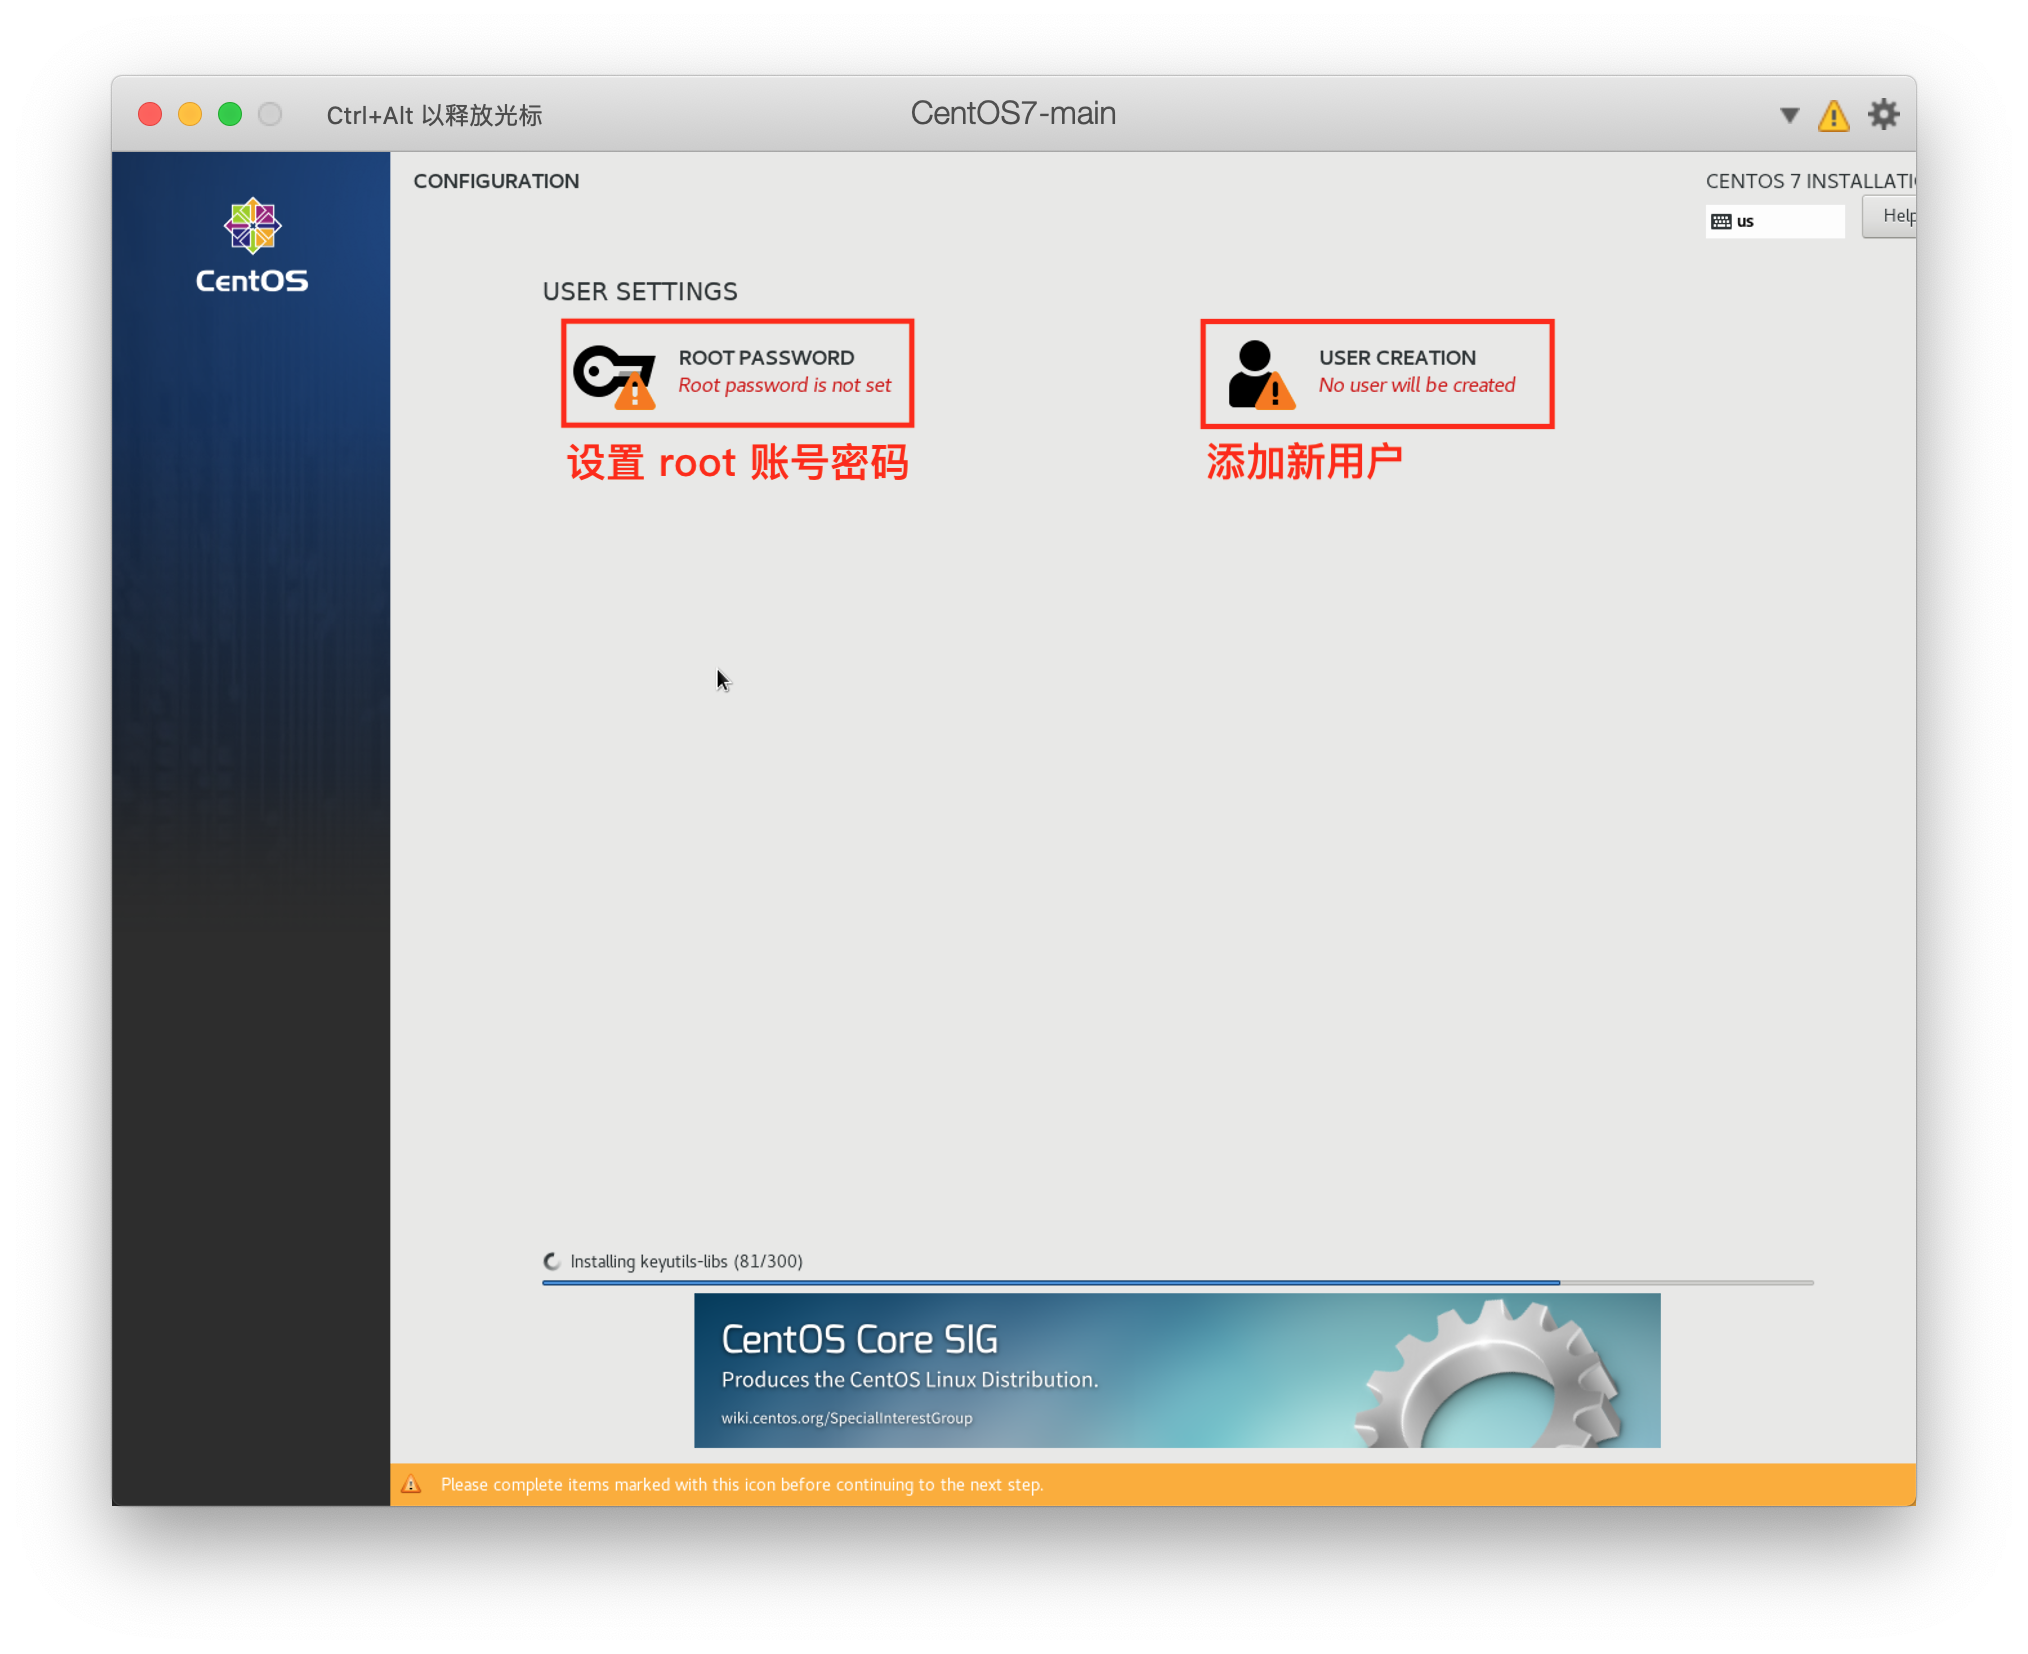 Ctrl+Alt 以释放光标
CentOS7-main
CentOS
CONFIGURATION
CENTOS 7 INSTALLATI
us
Help
USER SETTINGS
ROOT PASSWORD
Root password is not set
设置 root 账号密码
USER CREATION
No user will be created
添加新用户
Installing keyutils-libs (81/300)
CentOS Core SIG
Produces the CentOS Linux Distribution.
wiki.centos.org/SpecialInterestGroup
Please complete items marked with this icon before continuing to the next step.